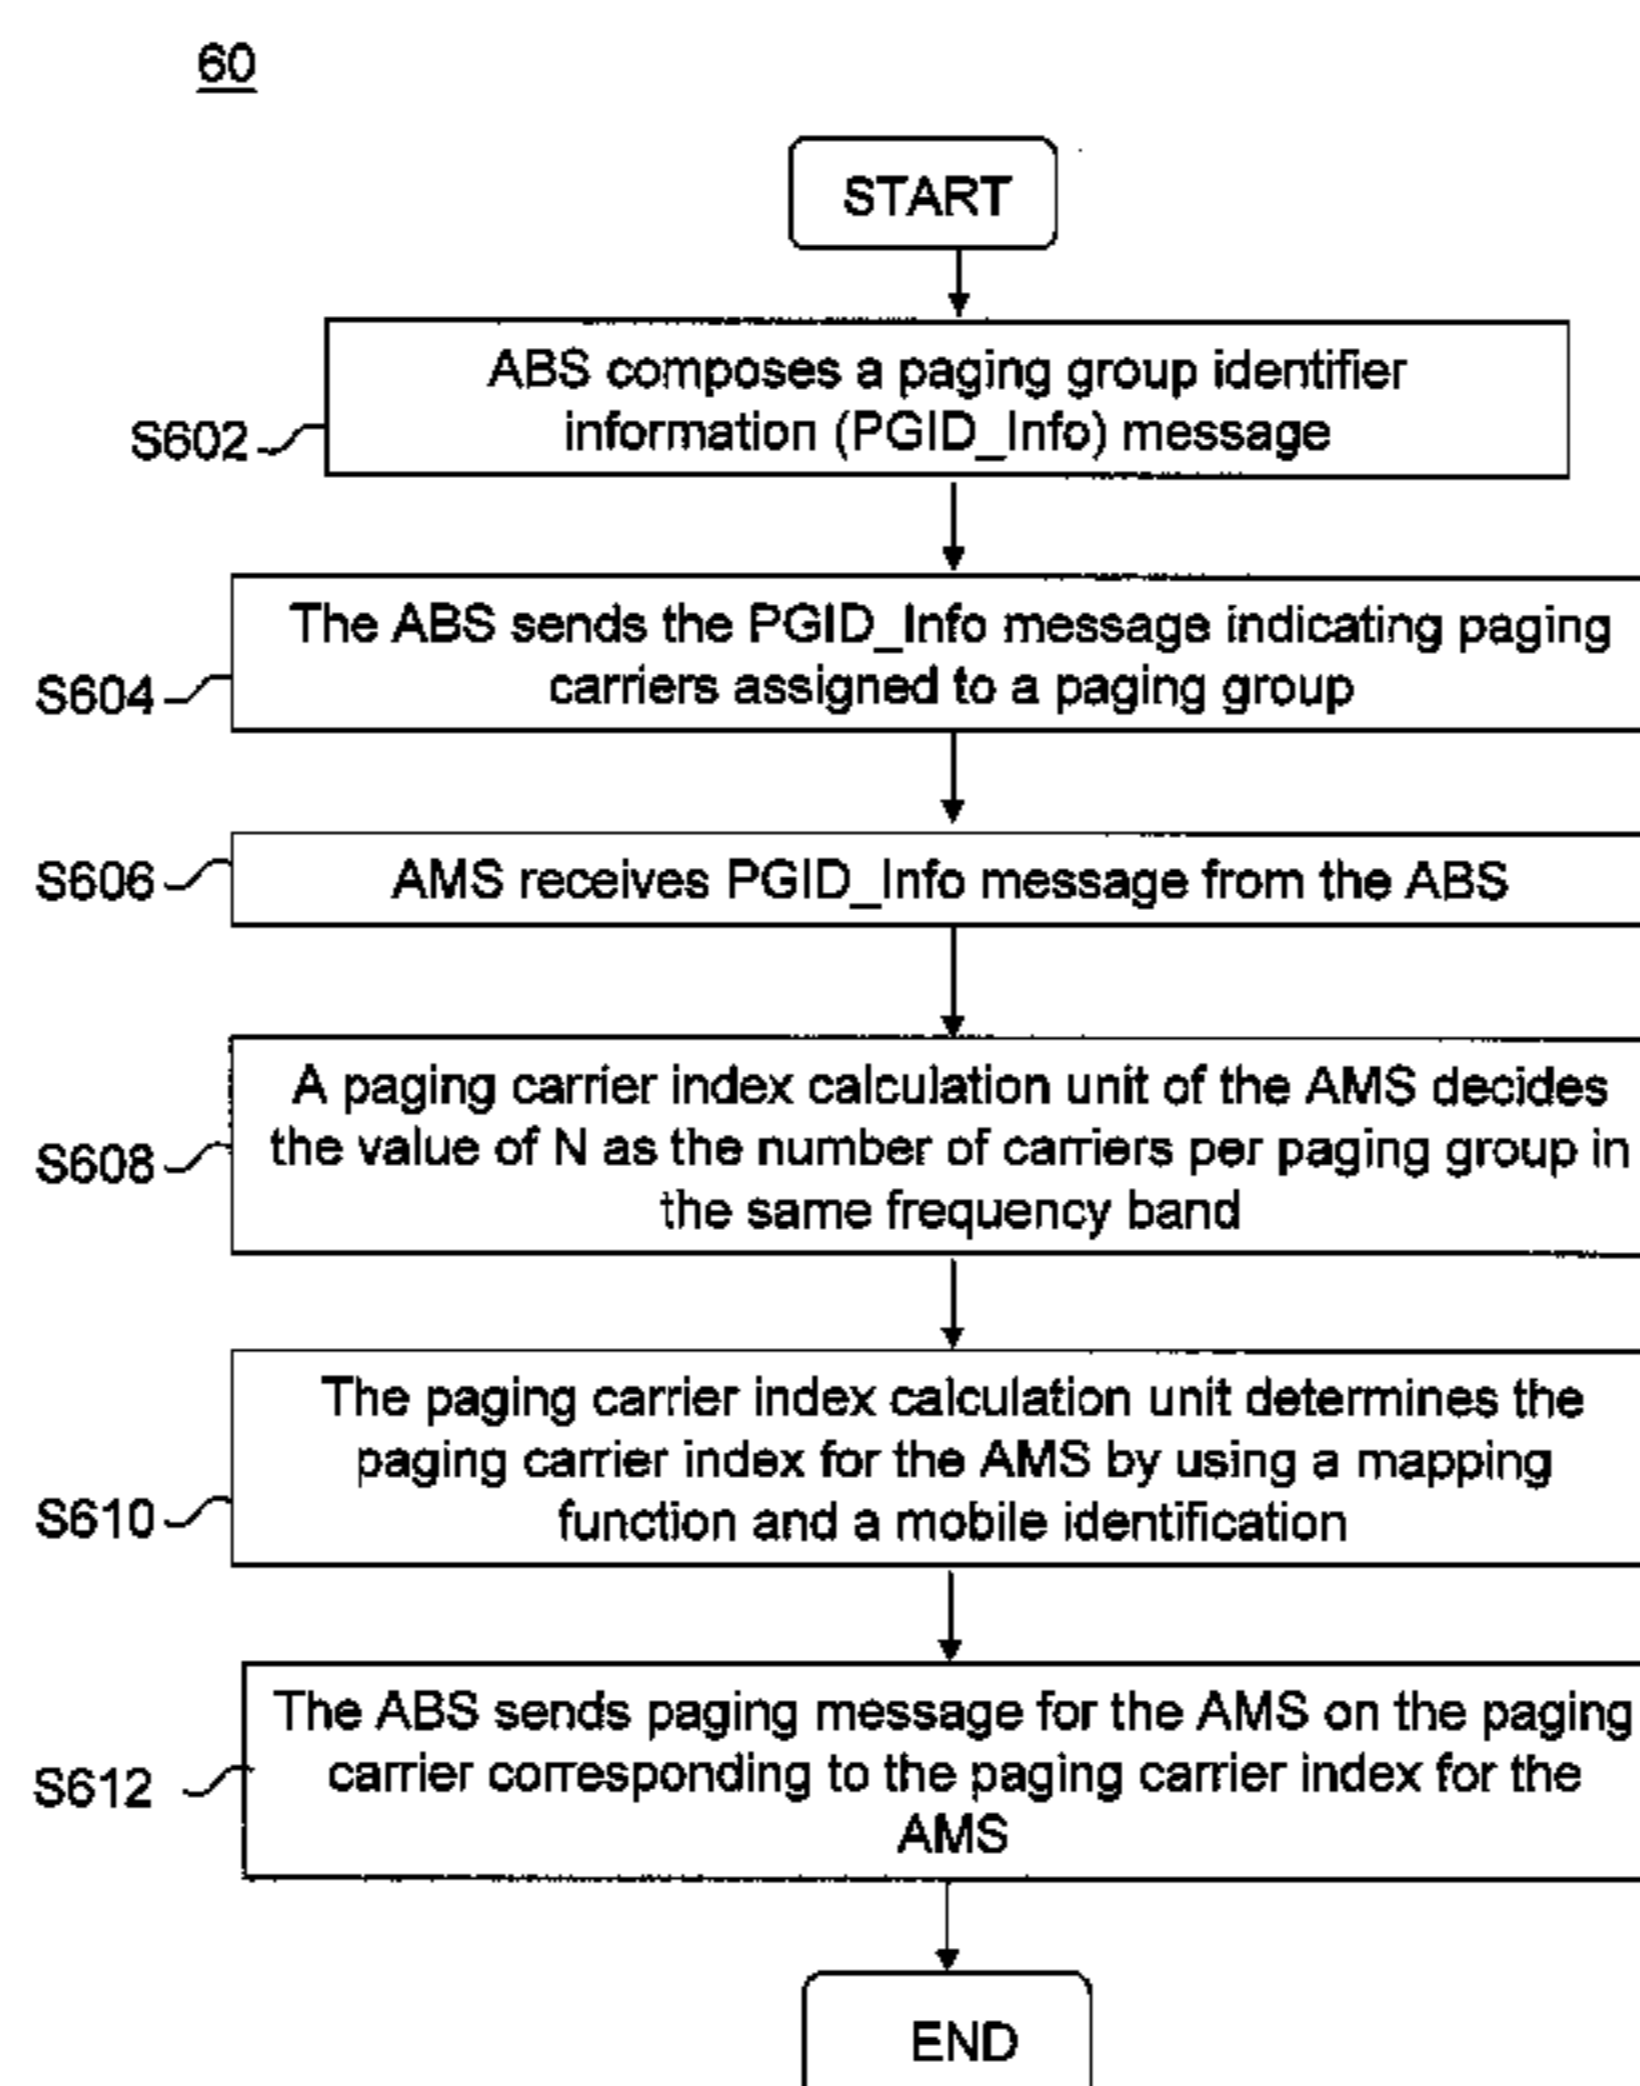 60
START
ABS composes a paging group identifier
information (PGID_Info) message
S602
The ABS sends the PGID_Info message indicating paging
carriers assigned to a paging group
S604
S606
AMS receives PGID_Info message from the ABS
A paging carrier index calculation unit of the AMS decides
the value of N as the number of carriers per paging group in
the same frequency band
S608
The paging carrier index calculation unit determines the
paging carrier index for the AMS by using a mapping
function and a mobile identification
S610
The ABS sends paging message for the AMS on the paging
carrier corresponding to the paging carrier index for the
AMS
S612
END